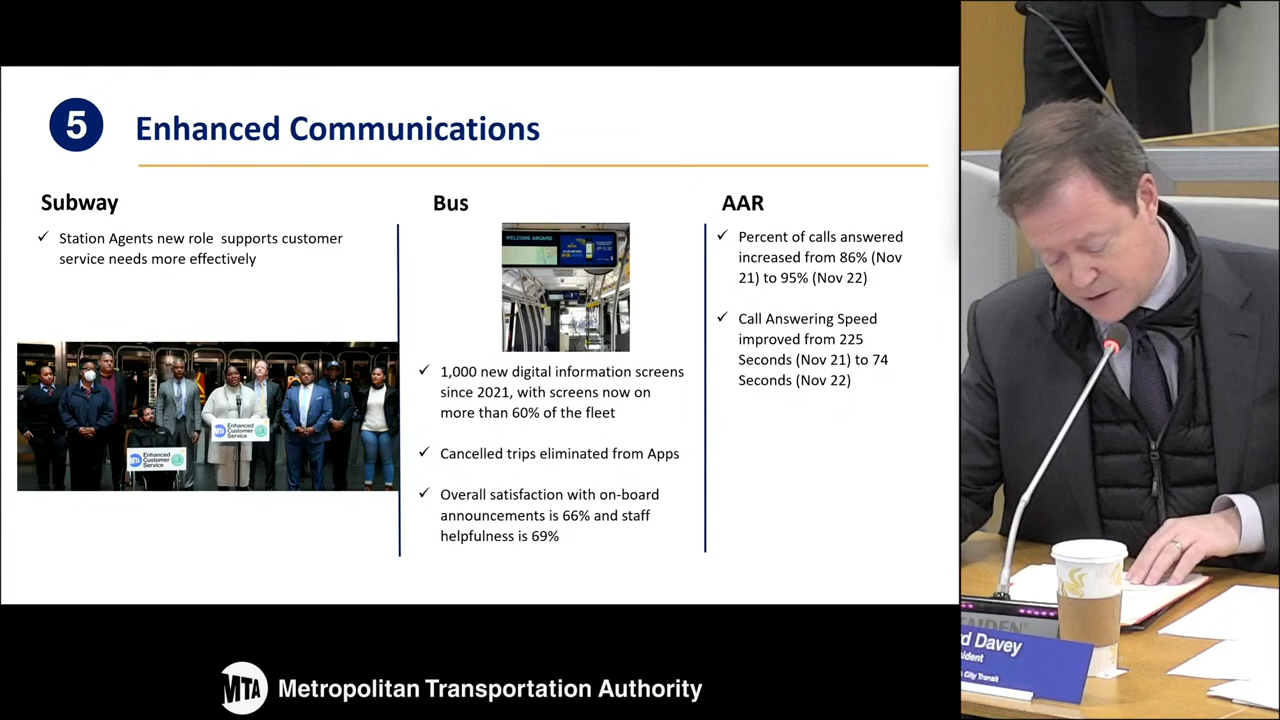 5
Enhanced Communications
Subway
✓ Station Agents new role supports customer
service needs more effectively
Enhanced
Customer
Service
MTA
Enhanced
Customer
Service
Bus
WELCOME ABOARD
✓ 1,000 new digital information screens
since 2021, with screens now on
more than 60% of the fleet
✓ Cancelled trips eliminated from Apps
✓ Overall satisfaction with on-board
announcements is 66% and staff
helpfulness is 69%
AAR
✓ Percent of calls answered
increased from 86% (Nov
21) to 95% (Nov 22)
✓ Call Answering Speed
improved from 225
Seconds (Nov 21) to 74
Seconds (Nov 22)
MTA Metropolitan Transportation Authority
rd Davey
ident
City Transit